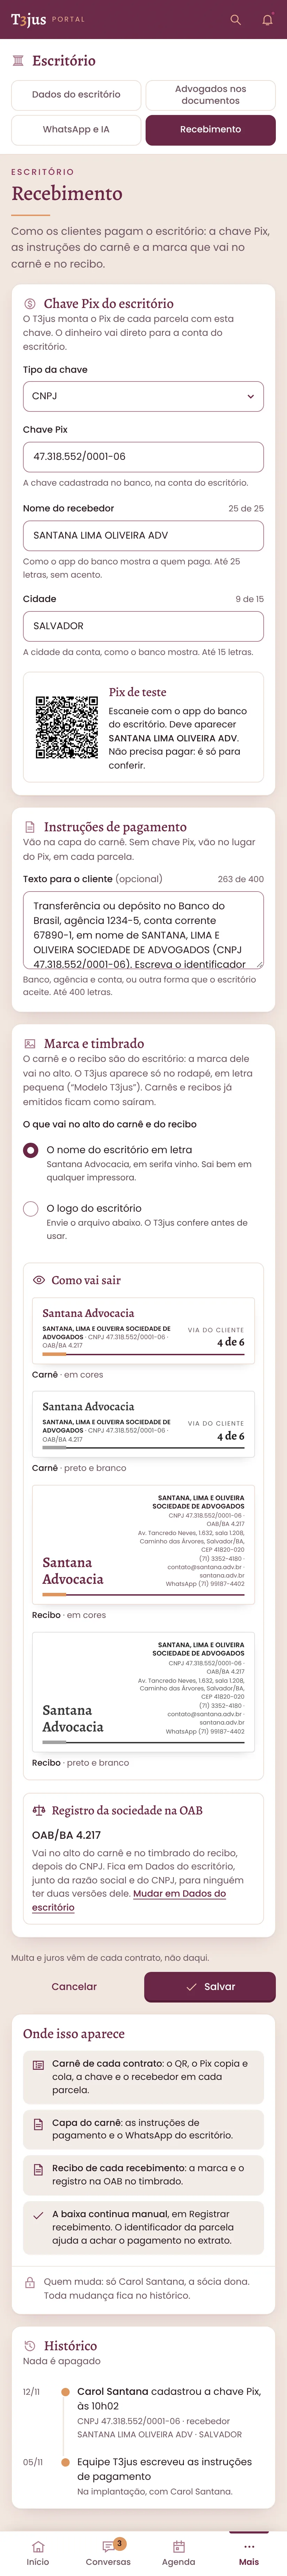 T3jus PORTAL
Escritório
Dados do escritório
Advogados nos
documentos
WhatsApp e IA
Recebimento
ESCRITÓRIO
Recebimento
Como os clientes pagam o escritório: a chave Pix,
as instruções do carnê e a marca que vai no
carnê e no recibo.
Chave Pix do escritório
O T3jus monta o Pix de cada parcela com esta
chave. O dinheiro vai direto para a conta do
escritório.
Tipo da chave
CNPJ
Chave Pix
47.318.552/0001-06
A chave cadastrada no banco, na conta do escritório.
Nome do recebedor 25 de 25
SANTANA LIMA OLIVEIRA ADV
Como o app do banco mostra a quem paga. Até 25
letras, sem acento.
Cidade 9 de 15
SALVADOR
A cidade da conta, como o banco mostra. Até 15 letras.
Pix de teste
Escaneie com o app do banco
do escritório. Deve aparecer
SANTANA LIMA OLIVEIRA ADV.
Não precisa pagar: é só para
conferir.
Instruções de pagamento
Vão na capa do carnê. Sem chave Pix, vão no lugar
do Pix, em cada parcela.
Texto para o cliente (opcional) 263 de 400
Transferência ou depósito no Banco do
Brasil, agência 1234-5, conta corrente
67890-1, em nome de SANTANA, LIMA E
OLIVEIRA SOCIEDADE DE ADVOGADOS (CNPJ
47.318.552/0001-06). Escreva o identificador
Banco, agência e conta, ou outra forma que o escritório
aceite. Até 400 letras.
Marca e timbrado
O carnê e o recibo são do escritório: a marca dele
vai no alto. O T3jus aparece só no rodapé, em letra
pequena (“Modelo T3jus”). Carnês e recibos já
emitidos ficam como saíram.
O que vai no alto do carnê e do recibo
O nome do escritório em letra
Santana Advocacia, em serifa vinho. Sai bem em
qualquer impressora.
O logo do escritório
Envie o arquivo abaixo. O T3jus confere antes de
usar.
Como vai sair
Santana Advocacia
SANTANA, LIMA E OLIVEIRA SOCIEDADE DE
ADVOGADOS · CNPJ 47.318.552/0001-06 ·
OAB/BA 4.217
VIA DO CLIENTE
4 de 6
Carnê · em cores
Santana Advocacia
SANTANA, LIMA E OLIVEIRA SOCIEDADE DE
ADVOGADOS · CNPJ 47.318.552/0001-06 ·
OAB/BA 4.217
VIA DO CLIENTE
4 de 6
Carnê · preto e branco
Santana
Advocacia
SANTANA, LIMA E OLIVEIRA
SOCIEDADE DE ADVOGADOS
CNPJ 47.318.552/0001-06 ·
OAB/BA 4.217
Av. Tancredo Neves, 1.632, sala 1.208,
Caminho das Árvores, Salvador/BA,
CEP 41820-020
(71) 3352-4180 ·
contato@santana.adv.br ·
santana.adv.br
WhatsApp (71) 99187-4402
Recibo · em cores
Santana
Advocacia
SANTANA, LIMA E OLIVEIRA
SOCIEDADE DE ADVOGADOS
CNPJ 47.318.552/0001-06 ·
OAB/BA 4.217
Av. Tancredo Neves, 1.632, sala 1.208,
Caminho das Árvores, Salvador/BA,
CEP 41820-020
(71) 3352-4180 ·
contato@santana.adv.br ·
santana.adv.br
WhatsApp (71) 99187-4402
Recibo · preto e branco
Registro da sociedade na OAB
OAB/BA 4.217
Vai no alto do carnê e no timbrado do recibo,
depois do CNPJ. Fica em Dados do escritório,
junto da razão social e do CNPJ, para ninguém
ter duas versões dele. Mudar em Dados do
escritório
Multa e juros vêm de cada contrato, não daqui.
Cancelar
Salvar
Onde isso aparece
Carnê de cada contrato: o QR, o Pix copia e
cola, a chave e o recebedor em cada
parcela.
Capa do carnê: as instruções de
pagamento e o WhatsApp do escritório.
Recibo de cada recebimento: a marca e o
registro na OAB no timbrado.
A baixa continua manual, em Registrar
recebimento. O identificador da parcela
ajuda a achar o pagamento no extrato.
Quem muda: só Carol Santana, a sócia dona.
Toda mudança fica no histórico.
Histórico
Nada é apagado
12/11
Carol Santana cadastrou a chave Pix,
às 10h02
CNPJ 47.318.552/0001-06 · recebedor
SANTANA LIMA OLIVEIRA ADV · SALVADOR
05/11
Equipe T3jus escreveu as instruções
de pagamento
Na implantação, com Carol Santana.
Início
3
Conversas
Agenda
Mais